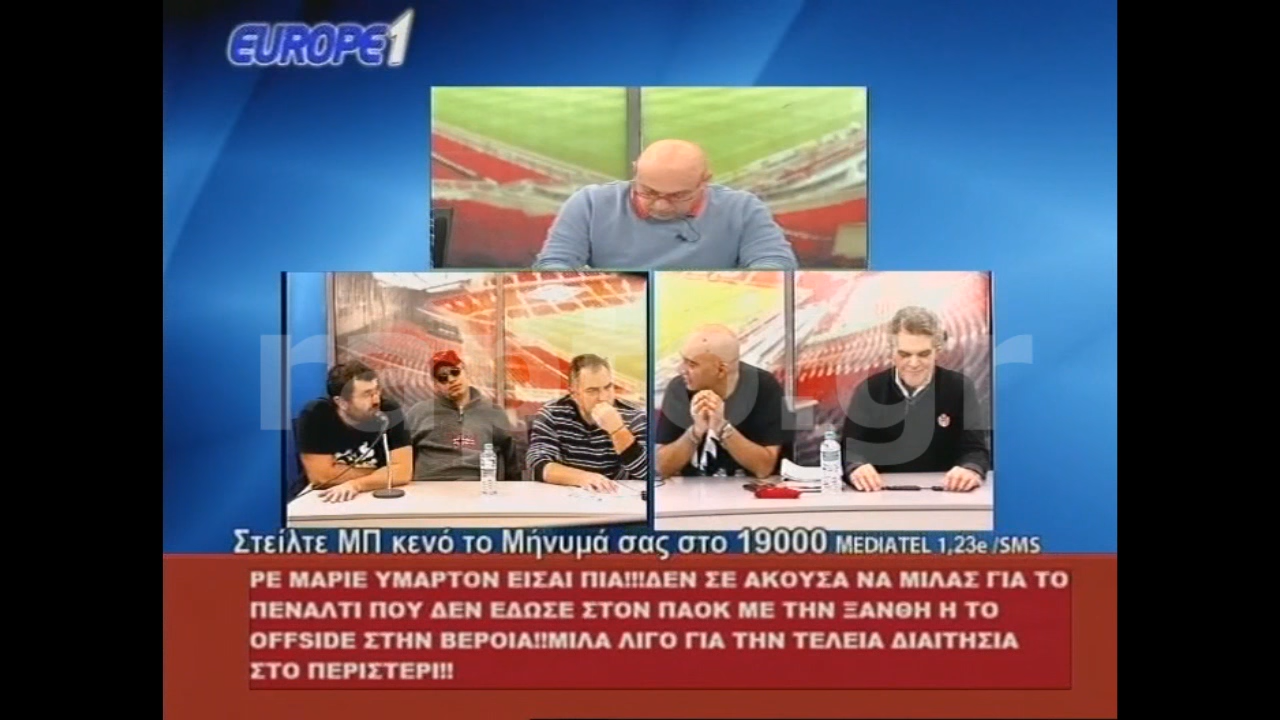 EUROPE1
Στείλτε ΜΠ κενό το Μήνυμά σας στο 19000 MEDIATEL 1,23e /SMS
ΡΕ ΜΑΡΙΕ ΥΜΑΡΤΟΝ ΕΙΣΑΙ ΠΙΑ!!!ΔΕΝ ΣΕ ΑΚΟΥΣΑ ΝΑ ΜΙΛΑΣ ΓΙΑ ΤΟ
ΠΕΝΑΛΤΙ ΠΟΥ ΔΕΝ ΕΔΩΣΕ ΣΤΟΝ ΠΑΟΚ ΜΕ ΤΗΝ ΞΑΝΘΗ Η ΤΟ
OFFSIDE ΣΤΗΝ ΒΕΡΟΙΑ!!ΜΙΛΑ ΛΙΓΟ ΓΙΑ ΤΗΝ ΤΕΛΕΙΑ ΔΙΑΙΤΗΣΙΑ
ΣΤΟ ΠΕΡΙΣΤΕΡΙ!!